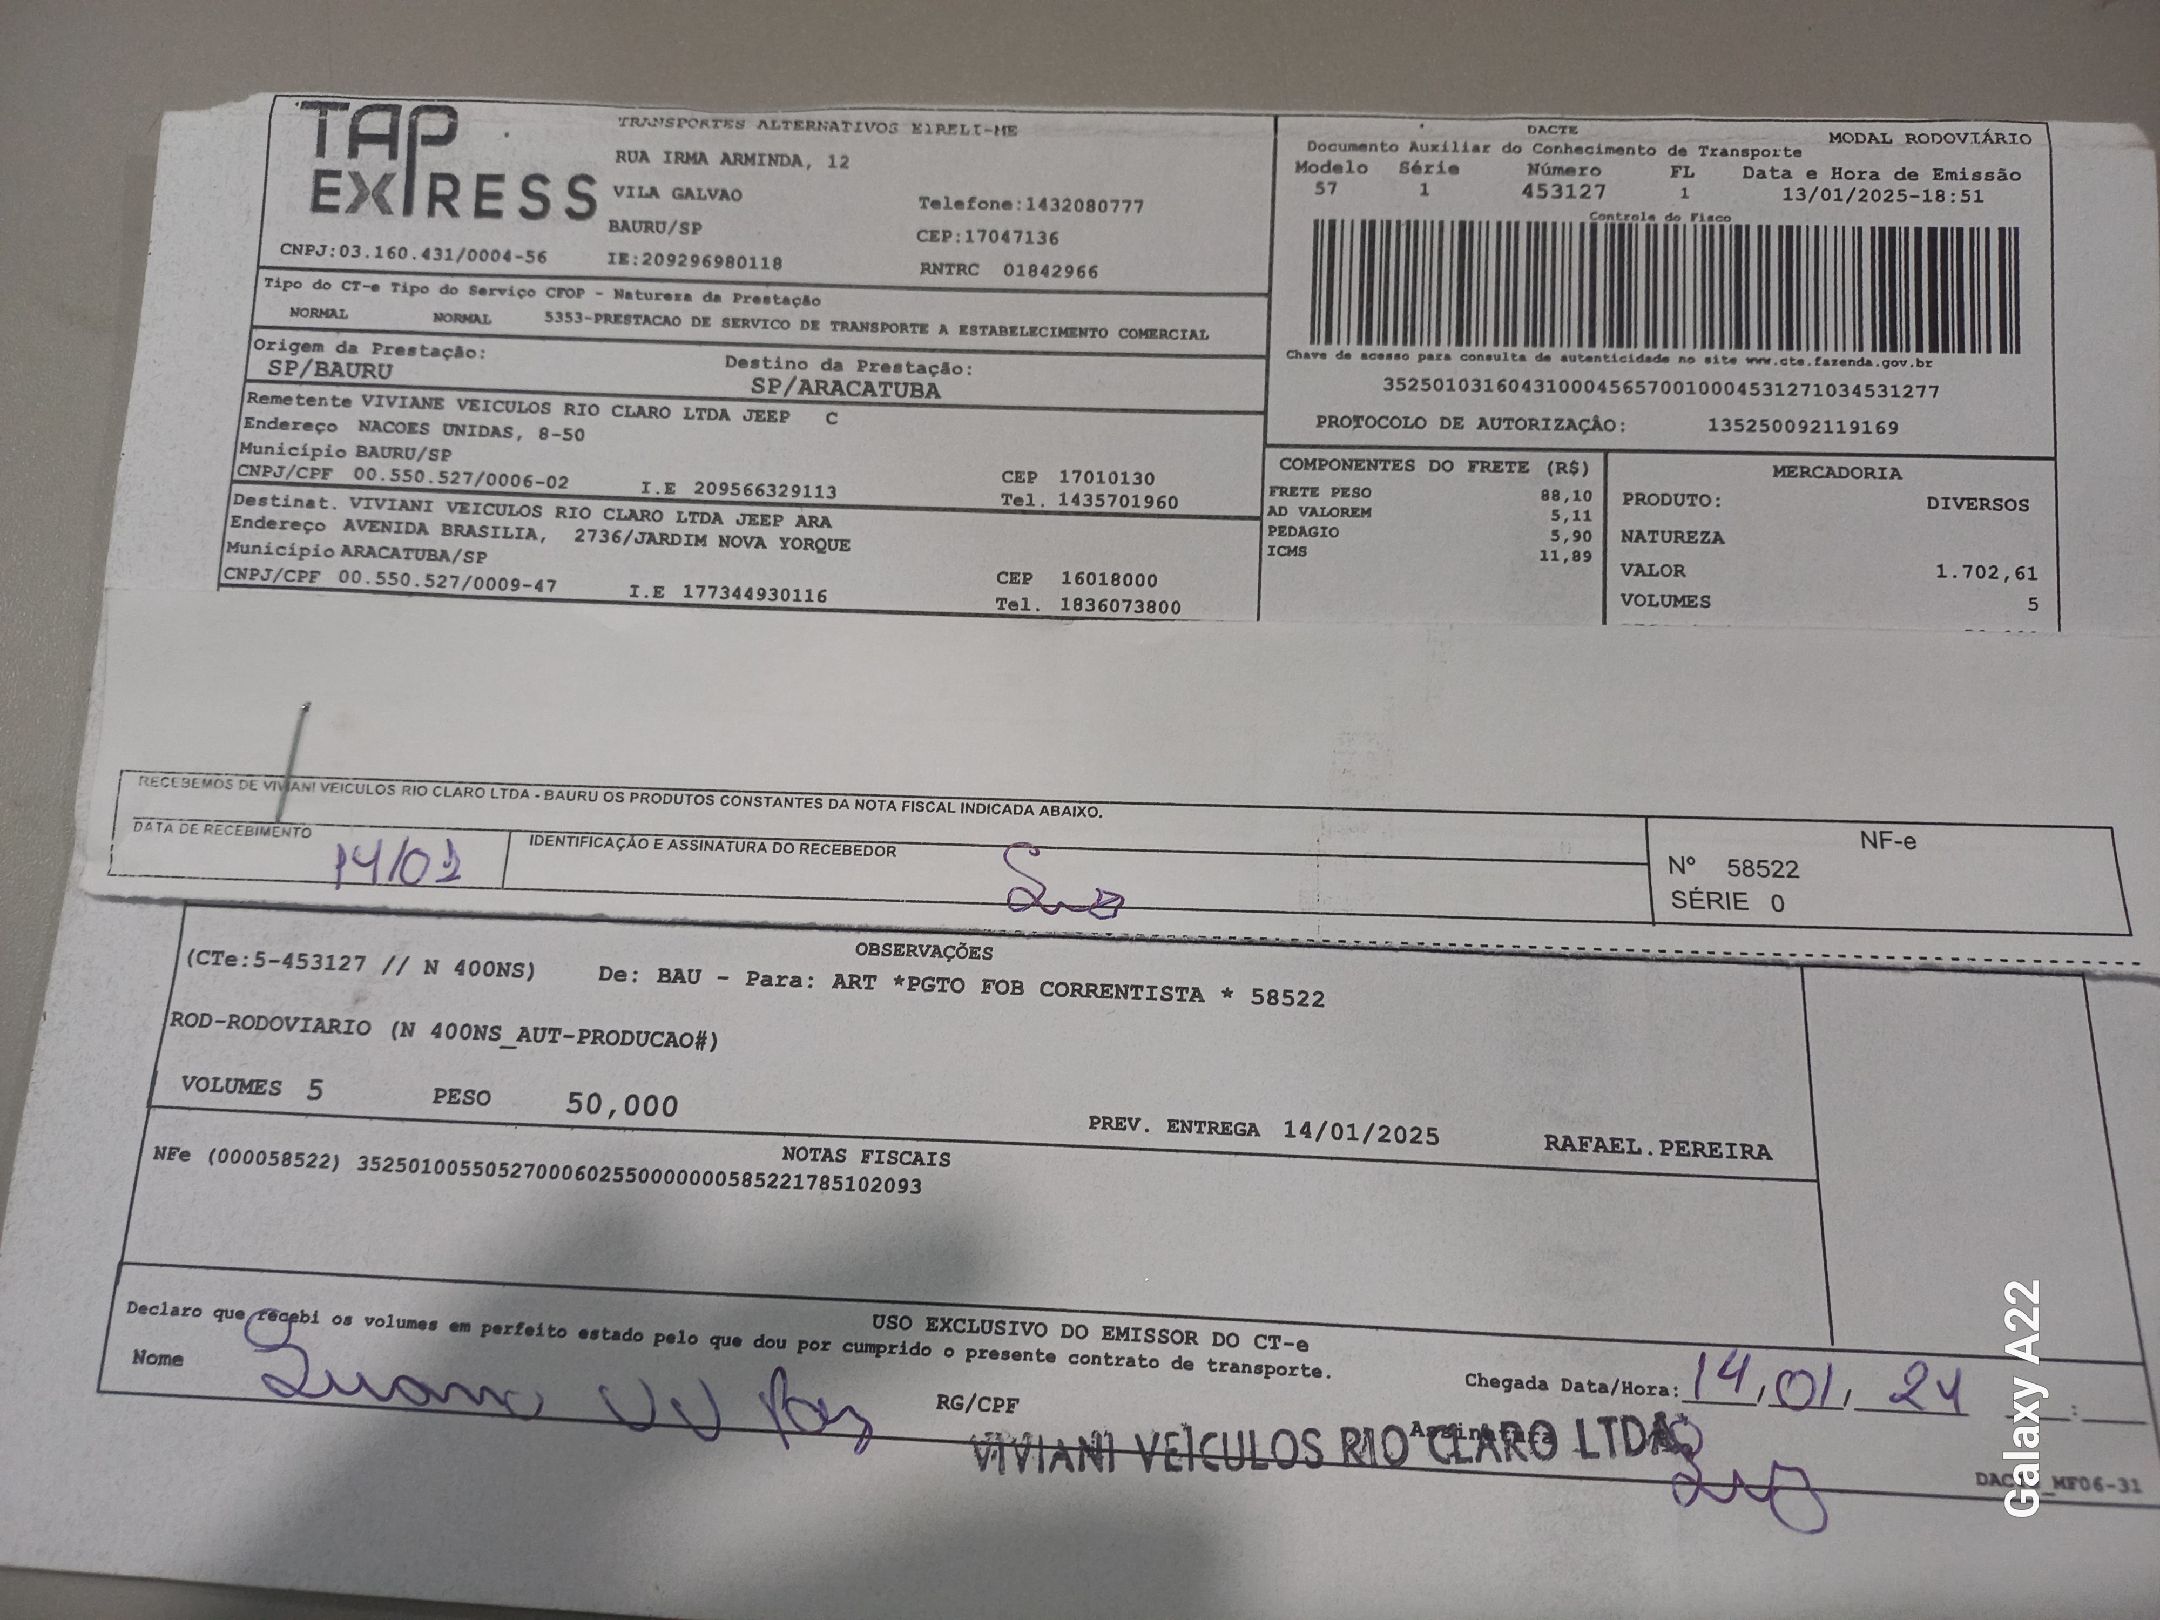 TAP
EXPRESS
TRANSPORTES ALTERNATIVOS EIRELI-ME
RUA IRMA ARMINDA, 12
VILA GALVAO
BAURU/SP
Telefone:1432080777
CEP:17047136
CNPJ:03.160.431/0004-56 IE:209296980118 RNTRC 01842966
DACTE
MODAL RODOVIÁRIO
Documento Auxiliar do Conhecimento de Transporte
Modelo Série Número FL Data e Hora de Emissão
57 1 453127 1 13/01/2025-18:51
Controle do Fisco
Chave de acesso para consulta de autenticidade no site www.cte.fazenda.gov.br
35250103160431000456570010004531271034531277
PROTOCOLO DE AUTORIZAÇÃO: 135250092119169
Tipo do CT-e Tipo do Serviço CFOP - Natureza da Prestação
NORMAL NORMAL 5353-PRESTACAO DE SERVICO DE TRANSPORTE A ESTABELECIMENTO COMERCIAL
Origem da Prestação: Destino da Prestação:
SP/BAURU SP/ARACATUBA
Remetente VIVIANE VEICULOS RIO CLARO LTDA JEEP C
Endereço NACOES UNIDAS, 8-50
Município BAURU/SP CEP 17010130
CNPJ/CPF 00.550.527/0006-02 I.E 209566329113 Tel. 1435701960
Destinat. VIVIANI VEICULOS RIO CLARO LTDA JEEP ARA
Endereço AVENIDA BRASILIA, 2736/JARDIM NOVA YORQUE
Município ARACATUBA/SP CEP 16018000
CNPJ/CPF 00.550.527/0009-47 I.E 177344930116 Tel. 1836073800
COMPONENTES DO FRETE (R$)
FRETE PESO 88,10
AD VALOREM 5,11
PEDAGIO 5,90
ICMS 11,89
MERCADORIA
PRODUTO: DIVERSOS
NATUREZA
VALOR 1.702,61
VOLUMES 5
RECEBEMOS DE VIVIANI VEICULOS RIO CLARO LTDA - BAURU OS PRODUTOS CONSTANTES DA NOTA FISCAL INDICADA ABAIXO.
DATA DE RECEBIMENTO IDENTIFICAÇÃO E ASSINATURA DO RECEBEDOR
14/01
NF-e
Nº 58522
SÉRIE 0
OBSERVAÇÕES
(CTe:5-453127 // N 400NS) De: BAU - Para: ART *PGTO FOB CORRENTISTA * 58522
ROD-RODOVIARIO (N 400NS_AUT-PRODUCAO#)
VOLUMES 5 PESO 50,000 PREV. ENTREGA 14/01/2025 RAFAEL.PEREIRA
NOTAS FISCAIS
NFe (000058522) 35250100550527000602550000000585221785102093
USO EXCLUSIVO DO EMISSOR DO CT-e
Declaro que recebi os volumes em perfeito estado pelo que dou por cumprido o presente contrato de transporte.
Nome RG/CPF Chegada Data/Hora: 14,01,24 :
Assinatura
VIVIANI VEICULOS RIO CLARO LTDA
MF06-31
Galaxy A22